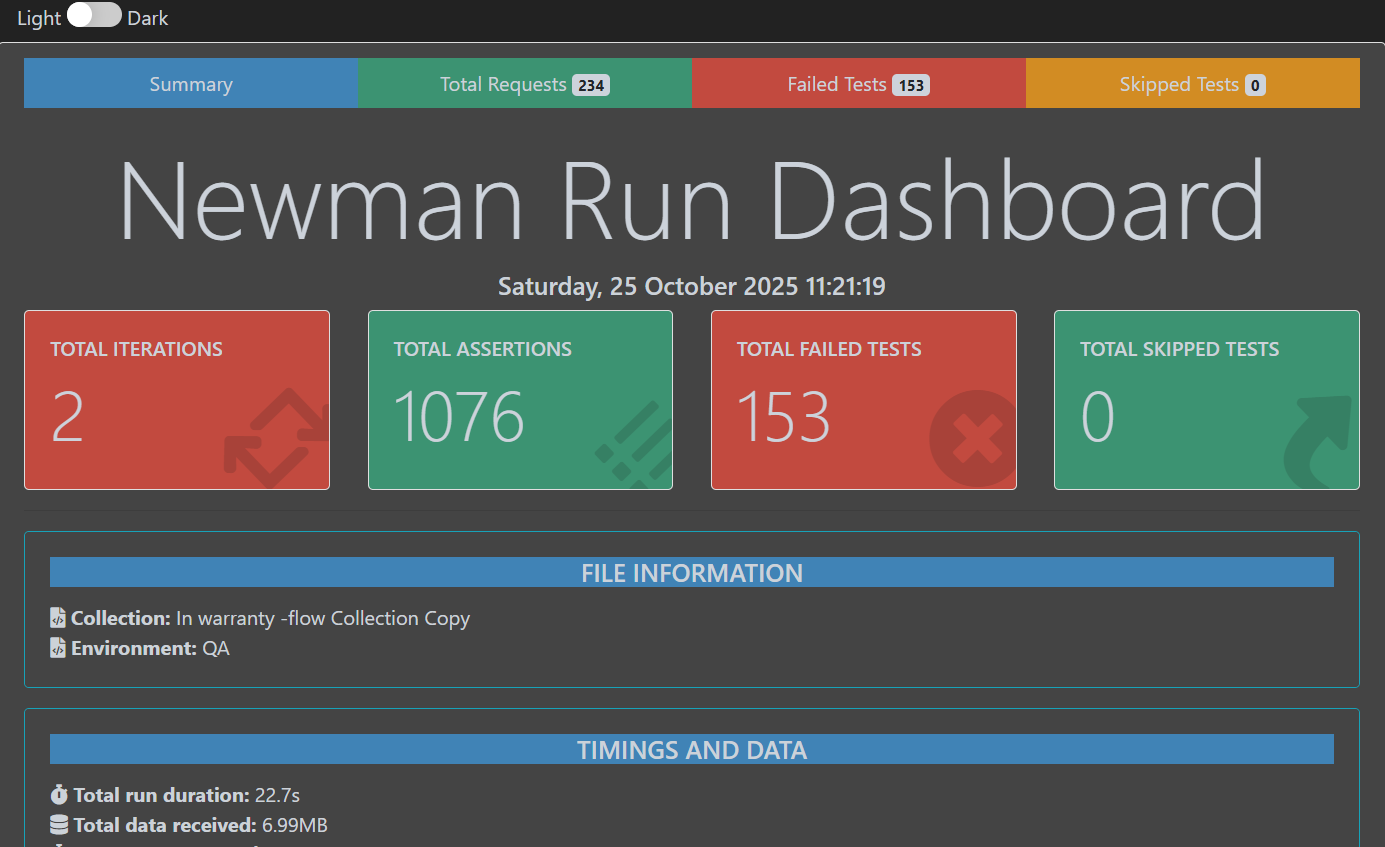 Light Dark
Summary Total Requests 234 Failed Tests 153 Skipped Tests 0
Newman Run Dashboard
Saturday, 25 October 2025 11:21:19
TOTAL ITERATIONS TOTAL ASSERTIONS TOTAL FAILED TESTS TOTAL SKIPPED TESTS
2 1076 153 0
FILE INFORMATION
Collection: In warranty -flow Collection Copy
Environment: QA
TIMINGS AND DATA
Total run duration: 22.7s
Total data received: 6.99MB